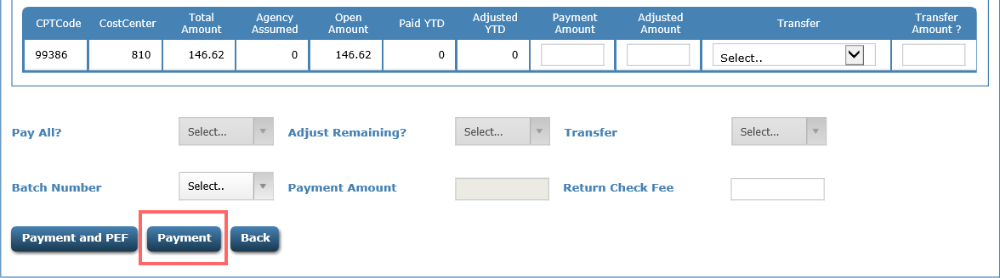 CPTCode CostCenter Total Amount Agency Assumed Open Amount Paid YTD Adjusted YTD Payment Amount Adjusted Amount Transfer Transfer Amount ?
99386 810 146.62 0 146.62 0 0 Select..
Pay All? Select... Adjust Remaining? Select... Transfer Select...
Batch Number Select.. Payment Amount Return Check Fee
Payment and PEF Payment Back